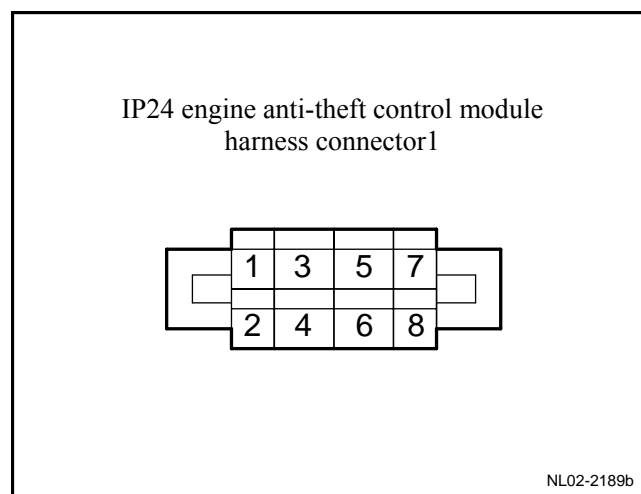 IP24 engine anti-theft control module
harness connector1
1 3 5 7
2 4 6 8
NL02-2189b